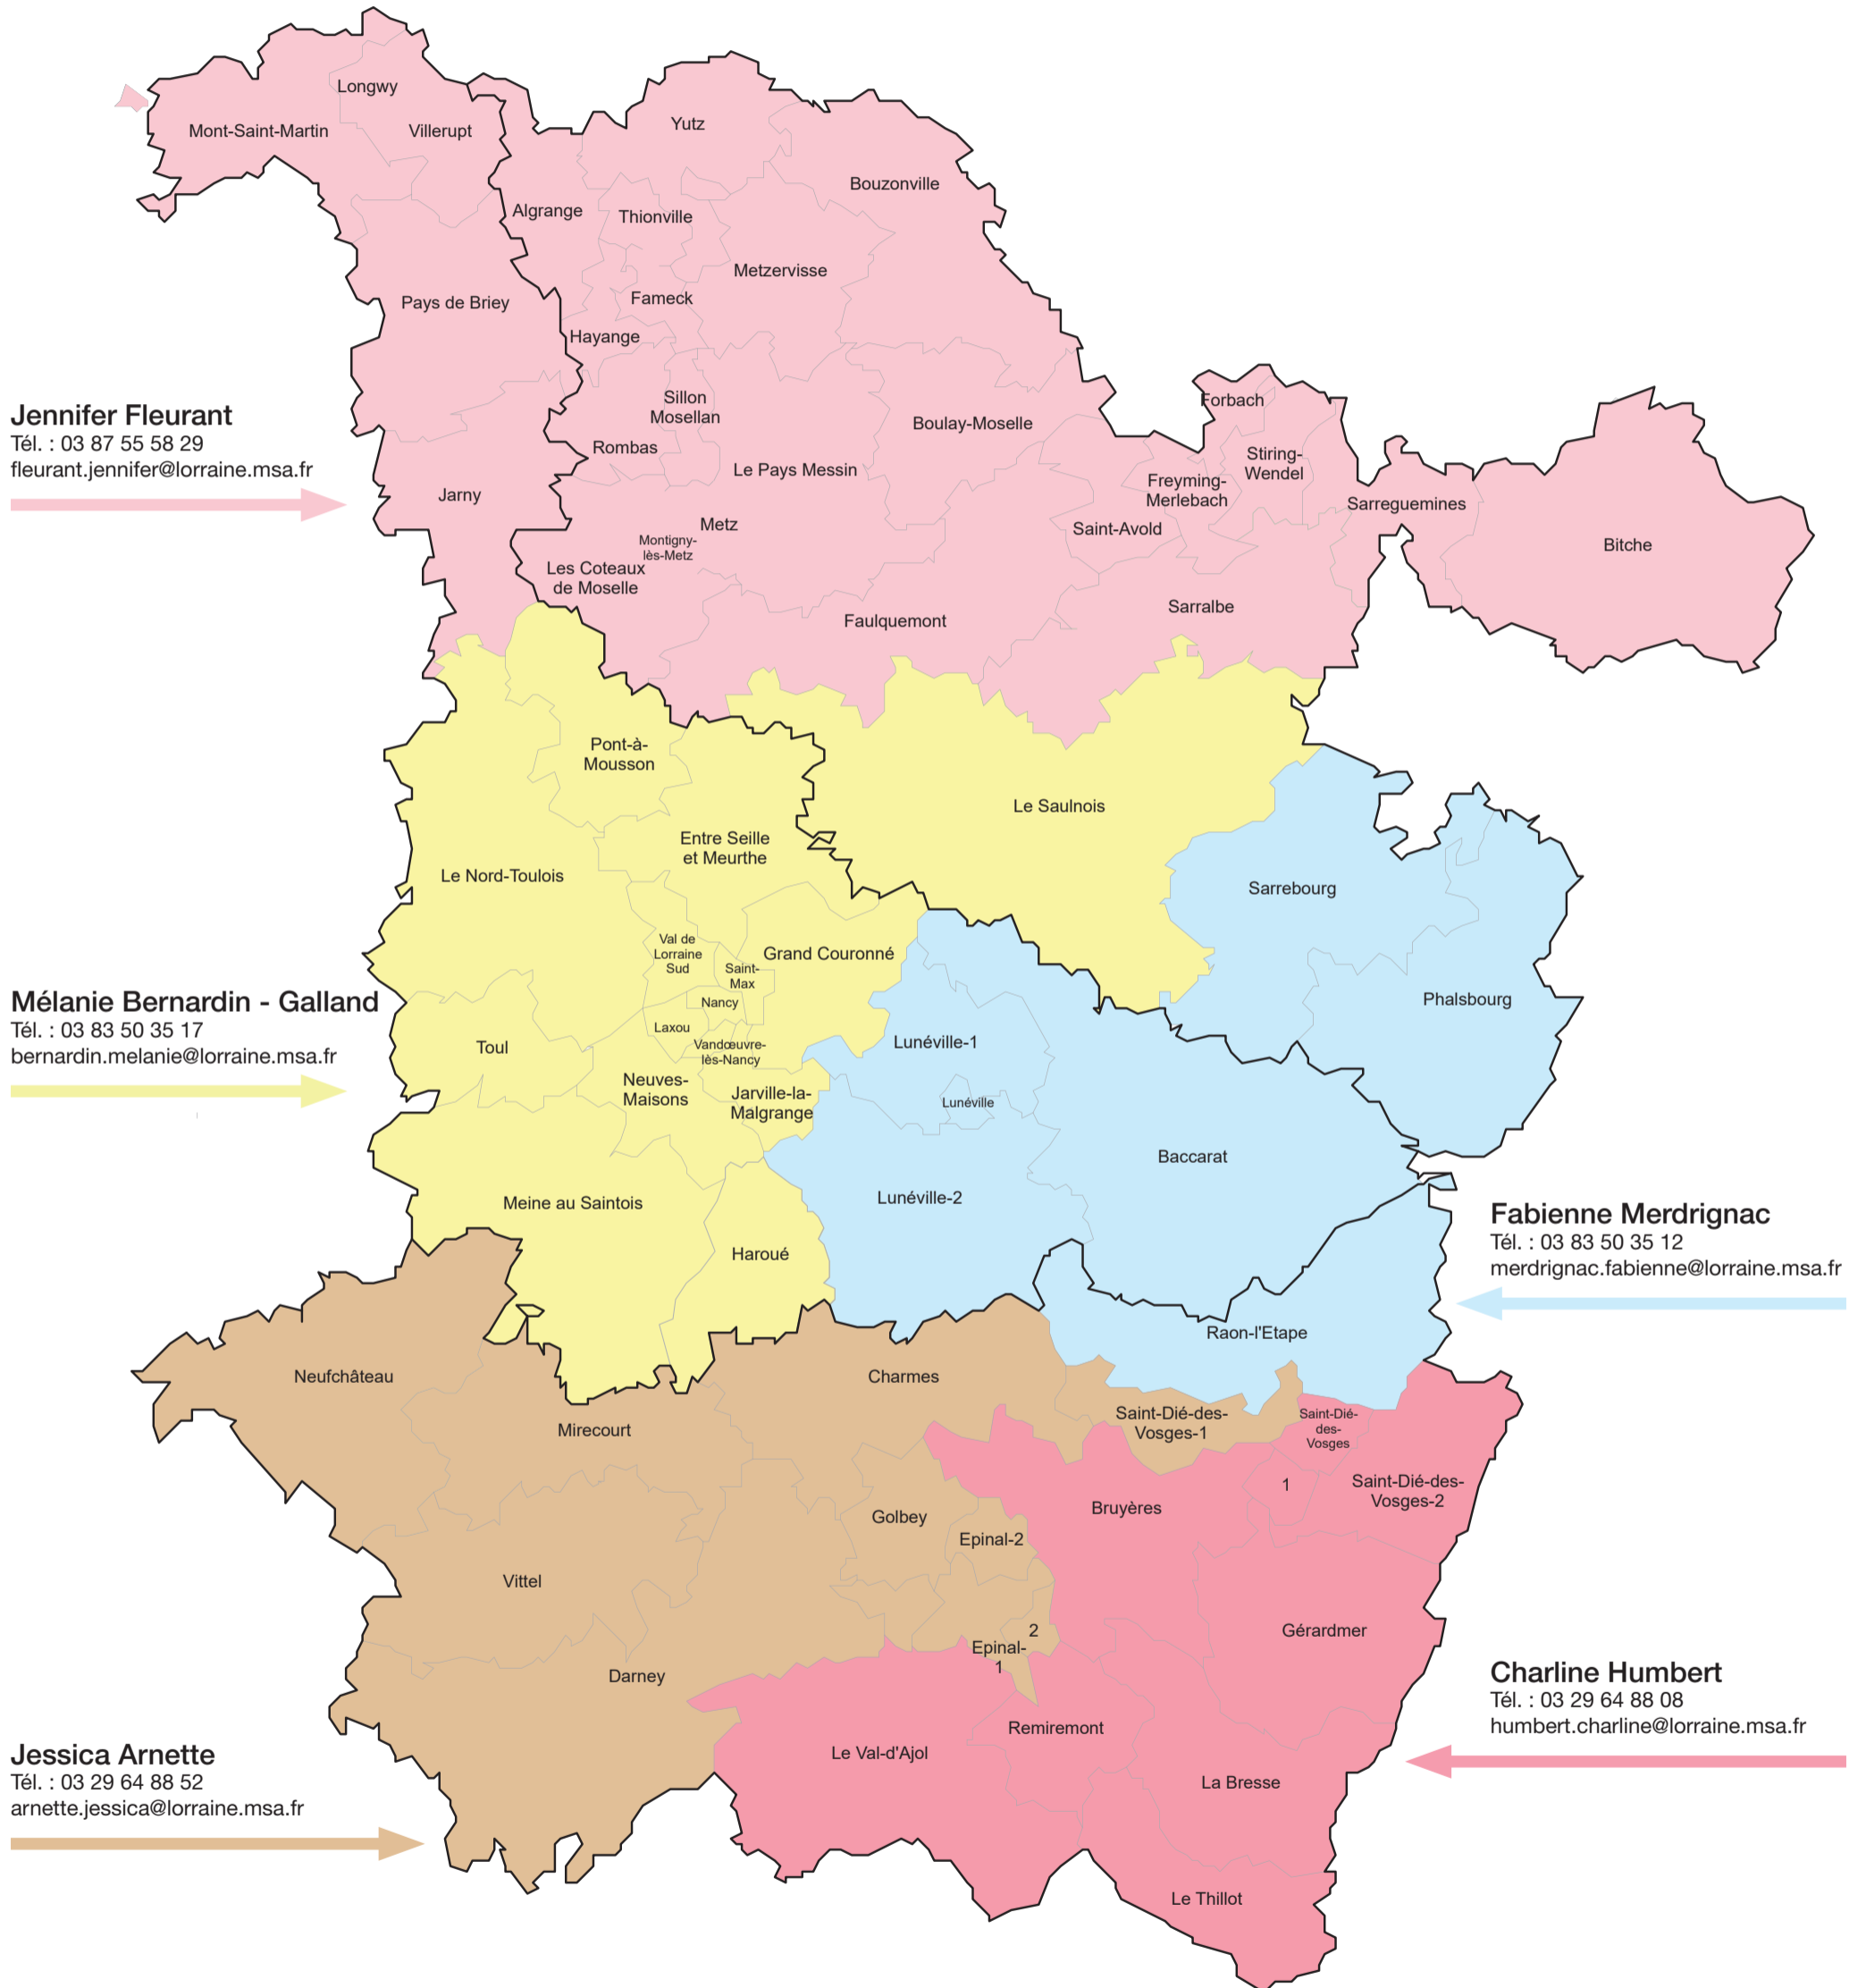 Longwy
Mont-Saint-Martin
Villerupt
Yutz
Bouzonville
Algrange
Thionville
Metzervisse
Pays de Briey
Fameck
Hayange
Sillon
Mosellan
Forbach
Boulay-Moselle
Rombas
Le Pays Messin
Stiring-
Wendel
Freyming-
Merlebach
Jarny
Sarreguemines
Metz
Saint-Avold
Montigny-
lès-Metz
Bitche
Les Coteaux
de Moselle
Sarralbe
Faulquemont
Jennifer Fleurant
Tél. : 03 87 55 58 29
fleurant.jennifer@lorraine.msa.fr
Pont-à-
Mousson
Le Saulnois
Entre Seille
et Meurthe
Le Nord-Toulois
Sarrebourg
Val de
Lorraine
Sud
Grand Couronné
Saint-
Max
Nancy
Phalsbourg
Laxou
Vandœuvre-
lès-Nancy
Toul
Lunéville-1
Neuves-
Maisons
Jarville-la-
Malgrange
Lunéville
Mélanie Bernardin - Galland
Tél. : 03 83 50 35 17
bernardin.melanie@lorraine.msa.fr
Baccarat
Meine au Saintois
Lunéville-2
Haroué
Fabienne Merdrignac
Tél. : 03 83 50 35 12
merdrignac.fabienne@lorraine.msa.fr
Raon-l'Etape
Neufchâteau
Charmes
Mirecourt
Saint-Dié-des-
Vosges-1
Saint-Dié-
des-
Vosges
1
Saint-Dié-des-
Vosges-2
Bruyères
Golbey
Epinal-2
Vittel
2
Epinal-
1
Gérardmer
Darney
Remiremont
Le Val-d'Ajol
La Bresse
Le Thillot
Charline Humbert
Tél. : 03 29 64 88 08
humbert.charline@lorraine.msa.fr
Jessica Arnette
Tél. : 03 29 64 88 52
arnette.jessica@lorraine.msa.fr